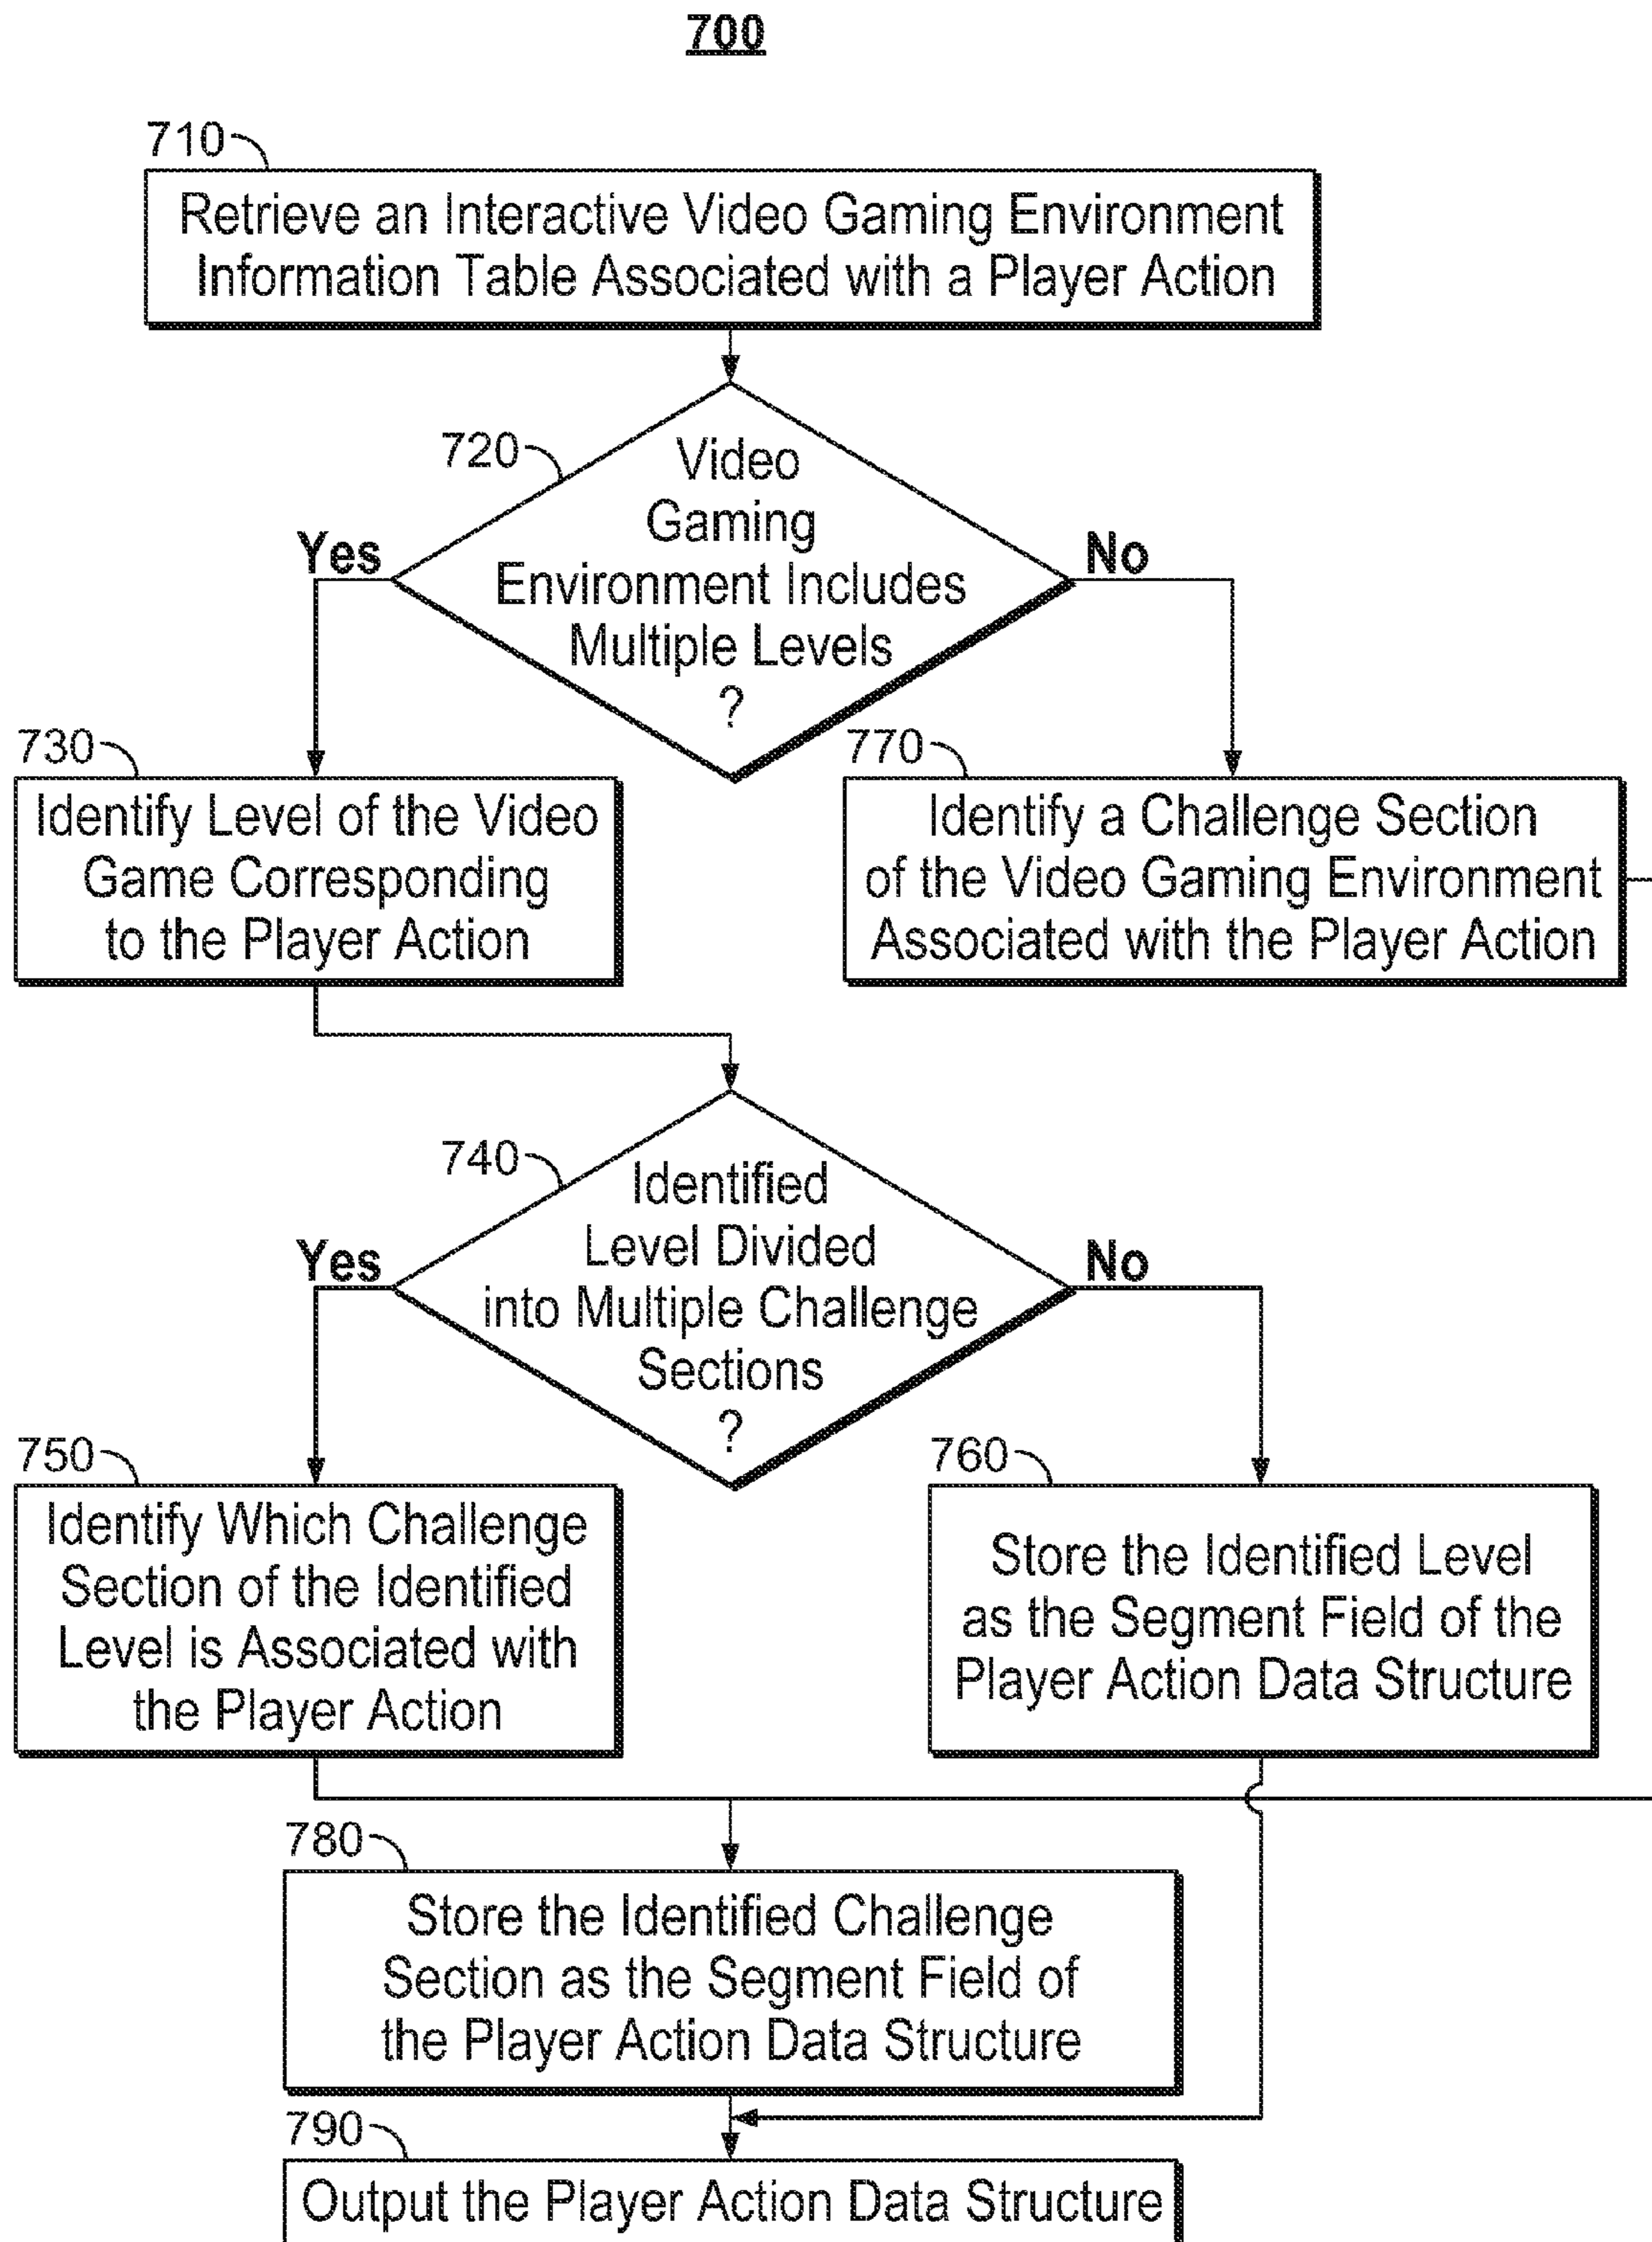 700
710
Retrieve an Interactive Video Gaming Environment
Information Table Associated with a Player Action
720
Video
Gaming
Environment Includes
Multiple Levels
?
Yes
No
730
Identify Level of the Video
Game Corresponding
to the Player Action
770
Identify a Challenge Section
of the Video Gaming Environment
Associated with the Player Action
740
Identified
Level Divided
into Multiple Challenge
Sections
?
Yes
No
750
Identify Which Challenge
Section of the Identified
Level is Associated with
the Player Action
760
Store the Identified Level
as the Segment Field of the
Player Action Data Structure
780
Store the Identified Challenge
Section as the Segment Field of
the Player Action Data Structure
790
Output the Player Action Data Structure